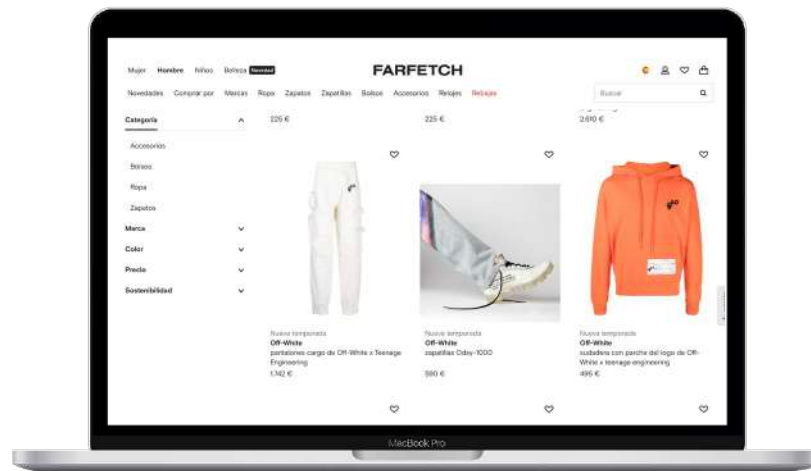 Mujer Hombre Niños Belleza Novedad
FARFETCH
Novedades Comprar por Marcas Ropa Zapatos Zapatillas Bolsos Accesorios Relojes Rebajas
Buscar
Categoría
225 €
225 €
2.610 €
Accesorios
Bolsos
Ropa
Zapatos
Marca
Color
Precio
Sostenibilidad
Nueva temporada
Off-White
pantalones cargo de Off-White x Teenage
Engineering
1.742 €
Nueva temporada
Off-White
zapatillas Odsy-1000
590 €
Nueva temporada
Off-White
sudadera con parche del logo de Off-
White x teenage engineering
495 €
MacBook Pro